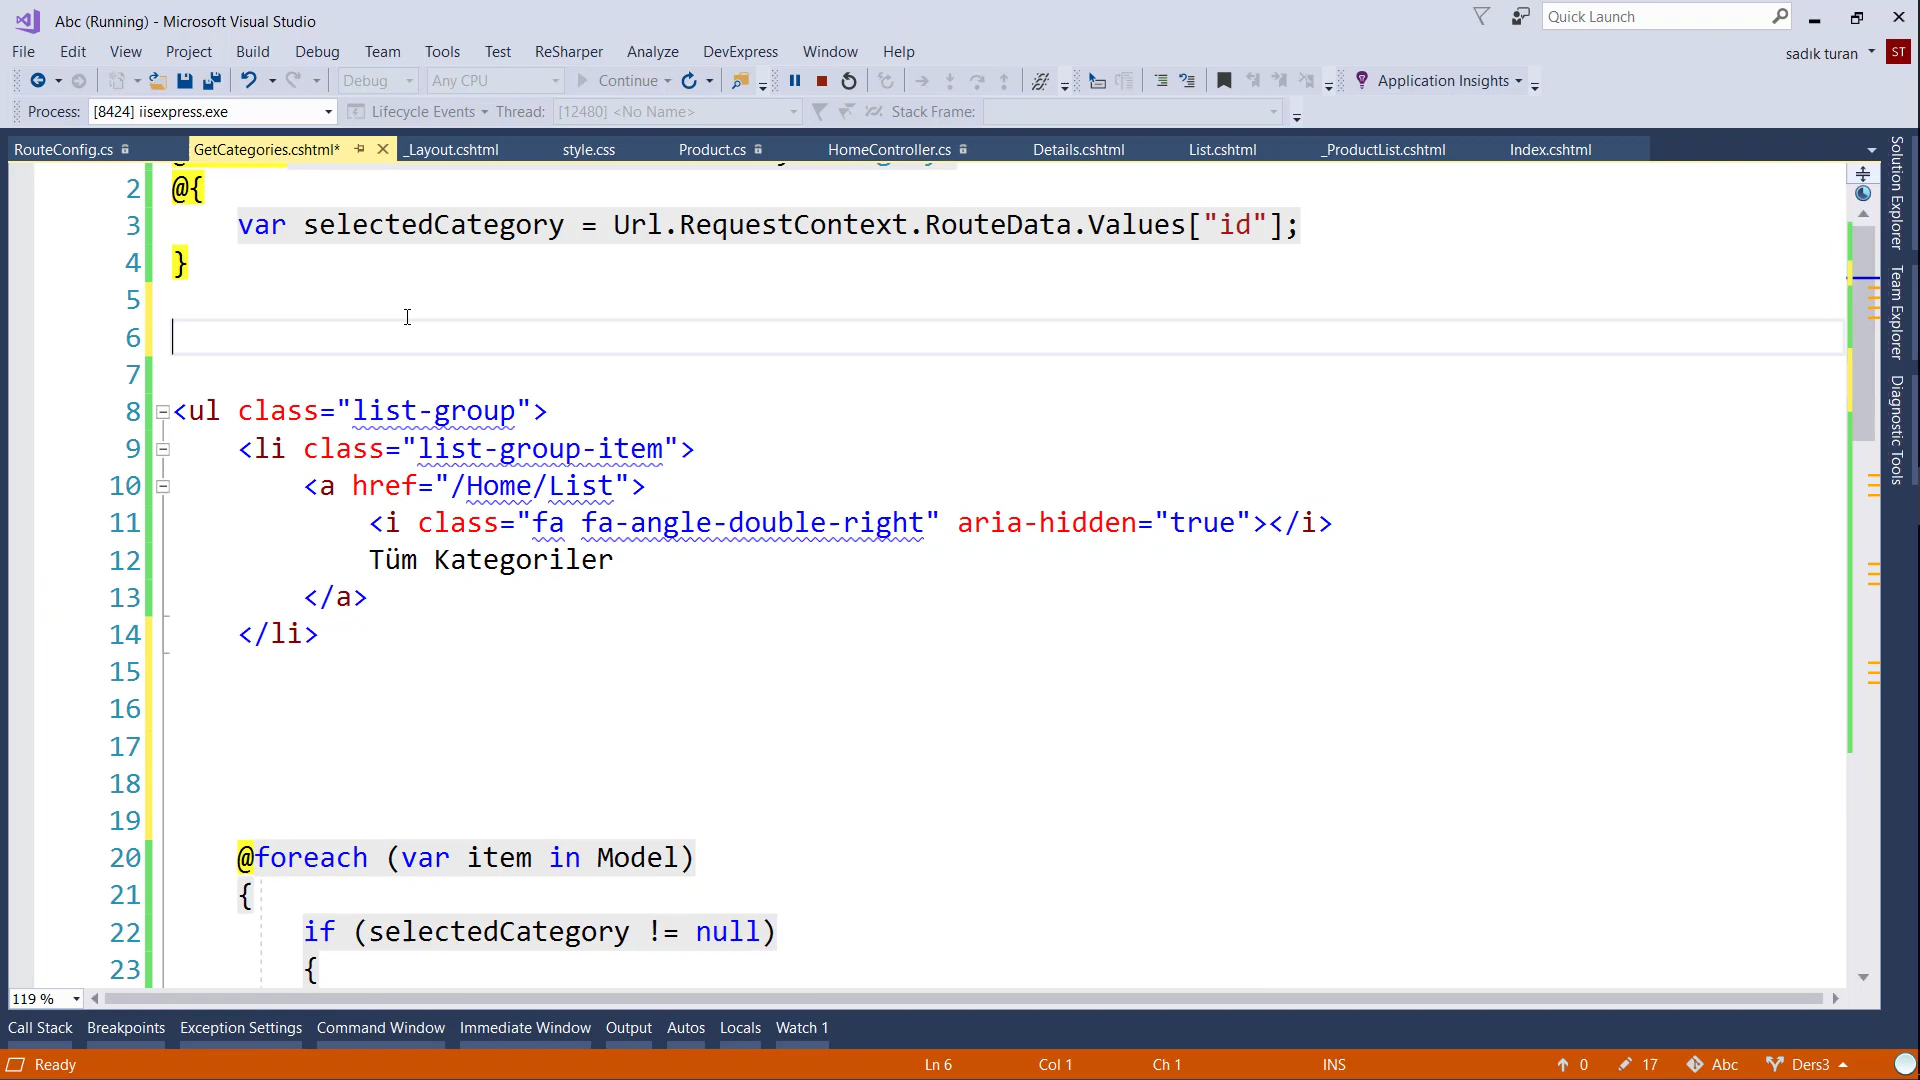 Abc (Running) - Microsoft Visual Studio
Quick Launch
File Edit View Project Build Debug Team Tools Test ReSharper Analyze DevExpress Window Help
sadık turan ST
Debug Any CPU Continue Application Insights
Process: [8424] iisexpress.exe Lifecycle Events Thread: [12480] <No Name> Stack Frame:
RouteConfig.cs GetCategories.cshtml* _Layout.cshtml style.css Product.cs HomeController.cs Details.cshtml List.cshtml _ProductList.cshtml Index.cshtml
2 @{
3 var selectedCategory = Url.RequestContext.RouteData.Values["id"];
4 }
5
6
7
8 <ul class="list-group">
9 <li class="list-group-item">
10 <a href="/Home/List">
11 <i class="fa fa-angle-double-right" aria-hidden="true"></i>
12 Tüm Kategoriler
13 </a>
14 </li>
15
16
17
18
19
20 @foreach (var item in Model)
21 {
22 if (selectedCategory != null)
23 {
Solution Explorer
Team Explorer
Diagnostic Tools
119 %
Call Stack Breakpoints Exception Settings Command Window Immediate Window Output Autos Locals Watch 1
Ready Ln 6 Col 1 Ch 1 INS 0 17 Abc Ders3